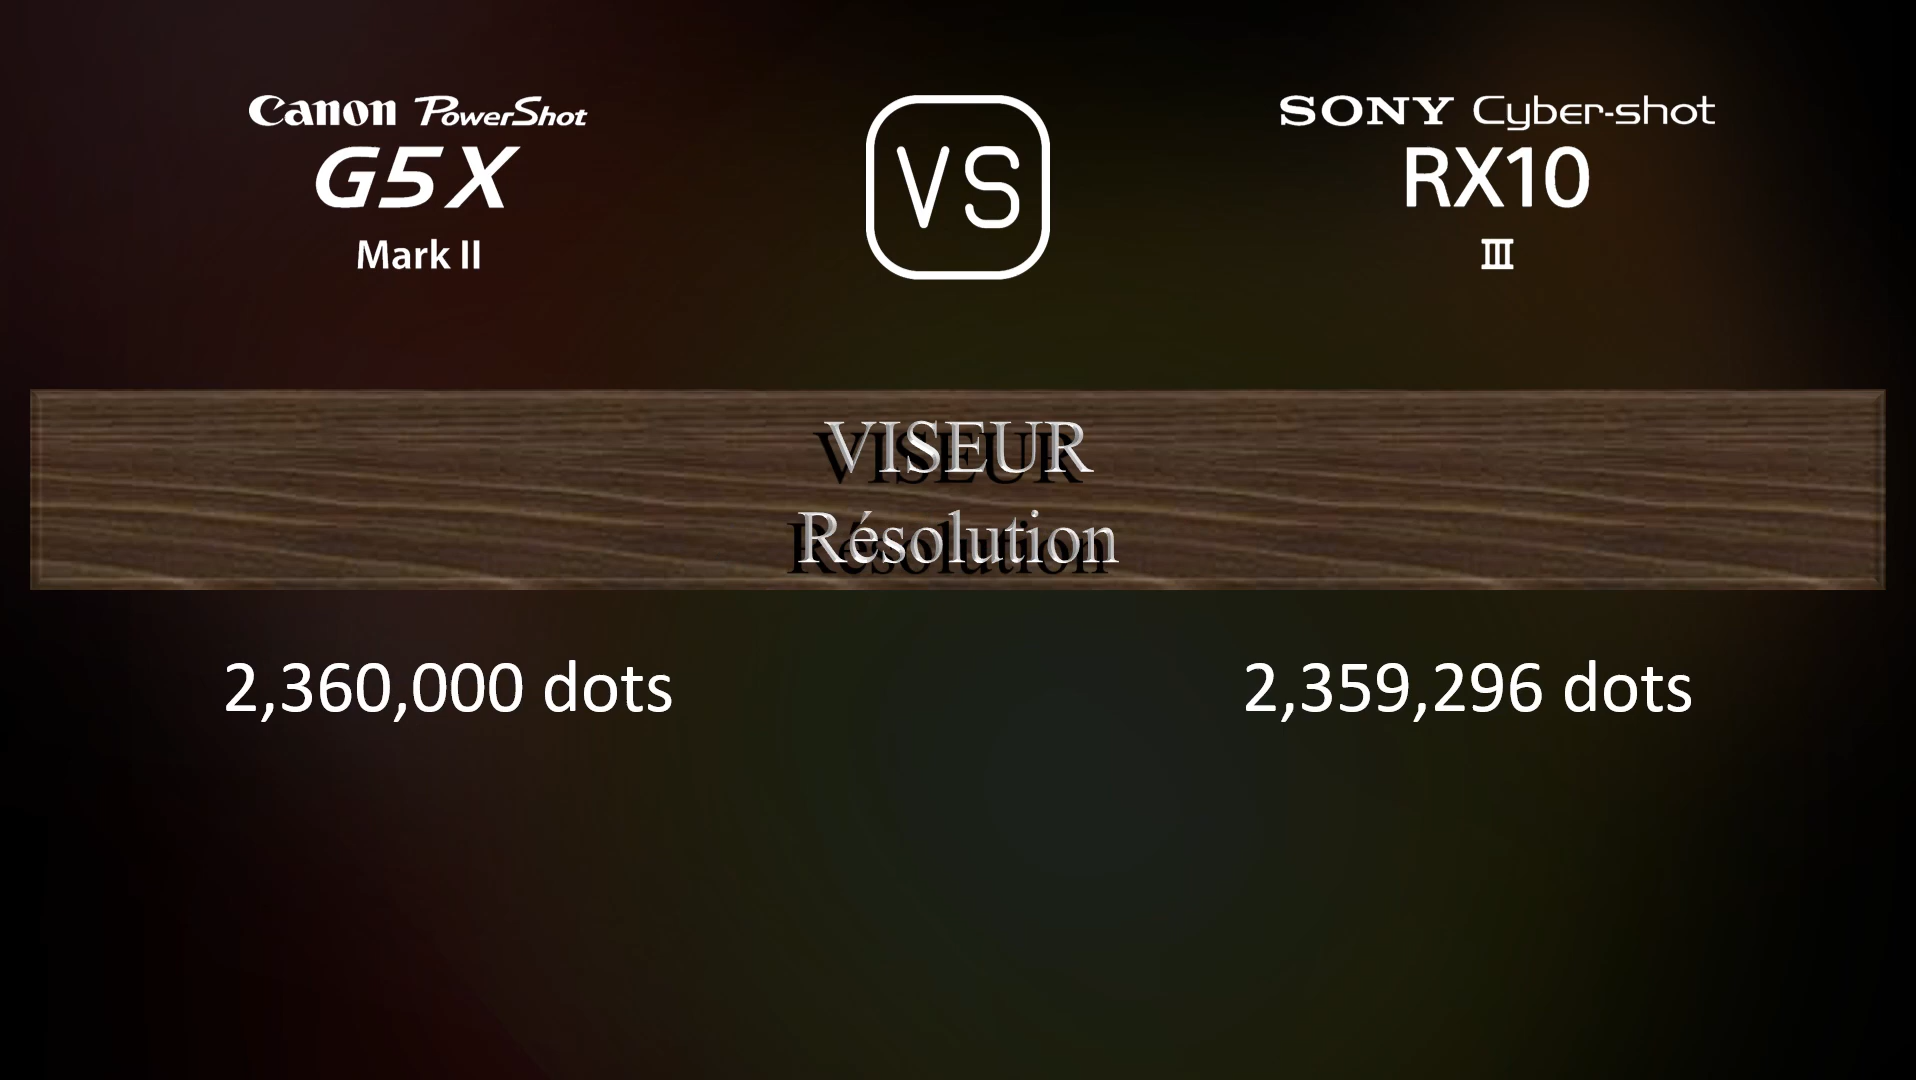 Canon PowerShot
G5 X
Mark II
VS
SONY Cyber-shot
RX10
III
VISEUR
Résolution
2,360,000 dots
2,359,296 dots